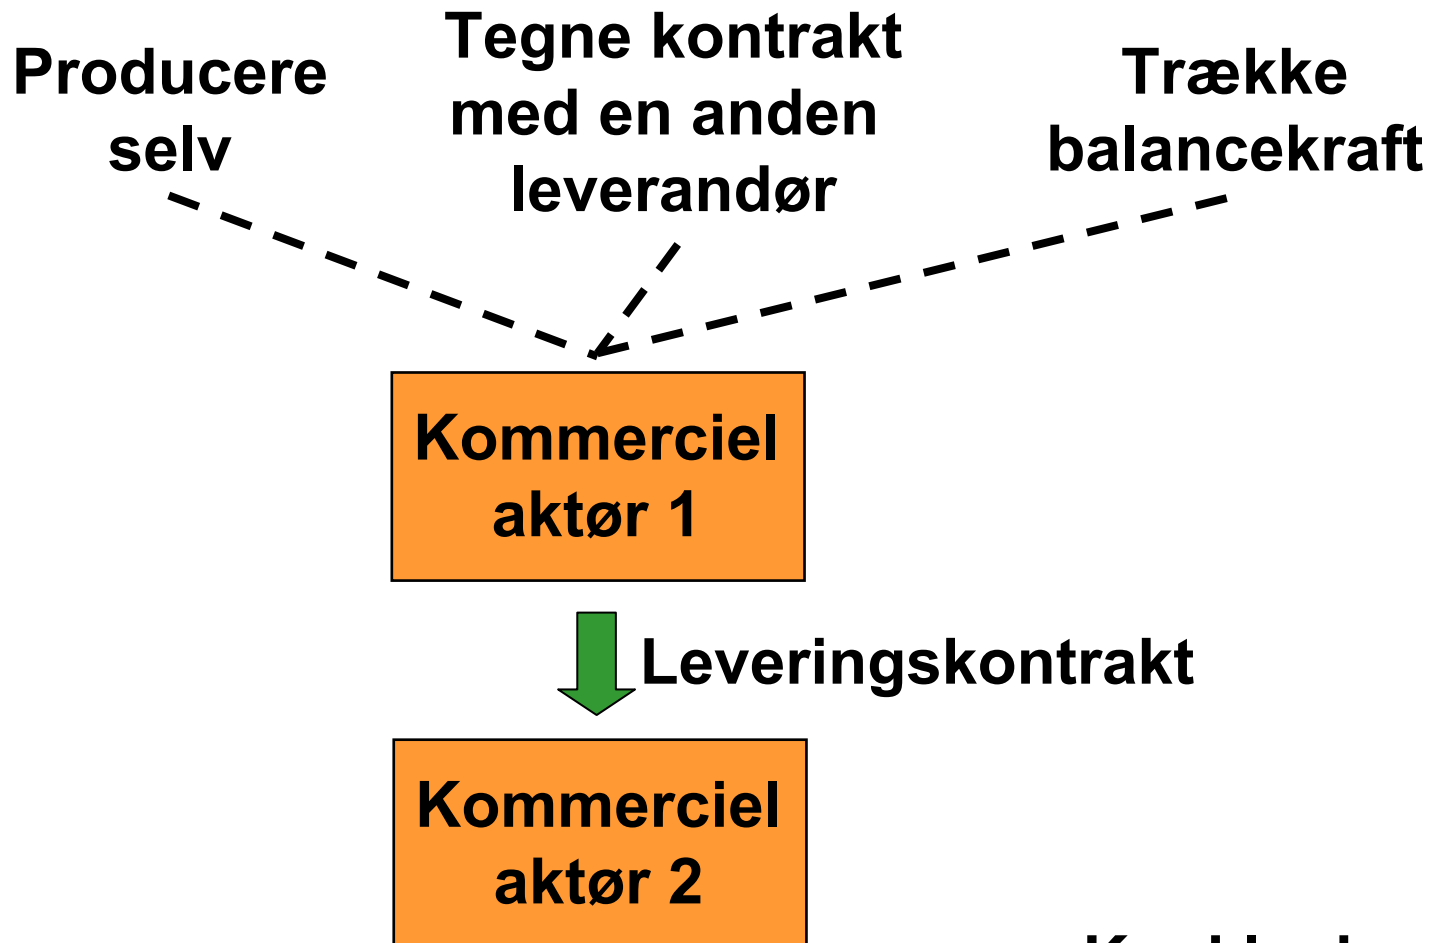 Producere
selv
Tegne kontrakt
med en anden
leverandør
Trække
balancekraft
Kommerciel
aktør 1
Leveringskontrakt
Kommerciel
aktør 2